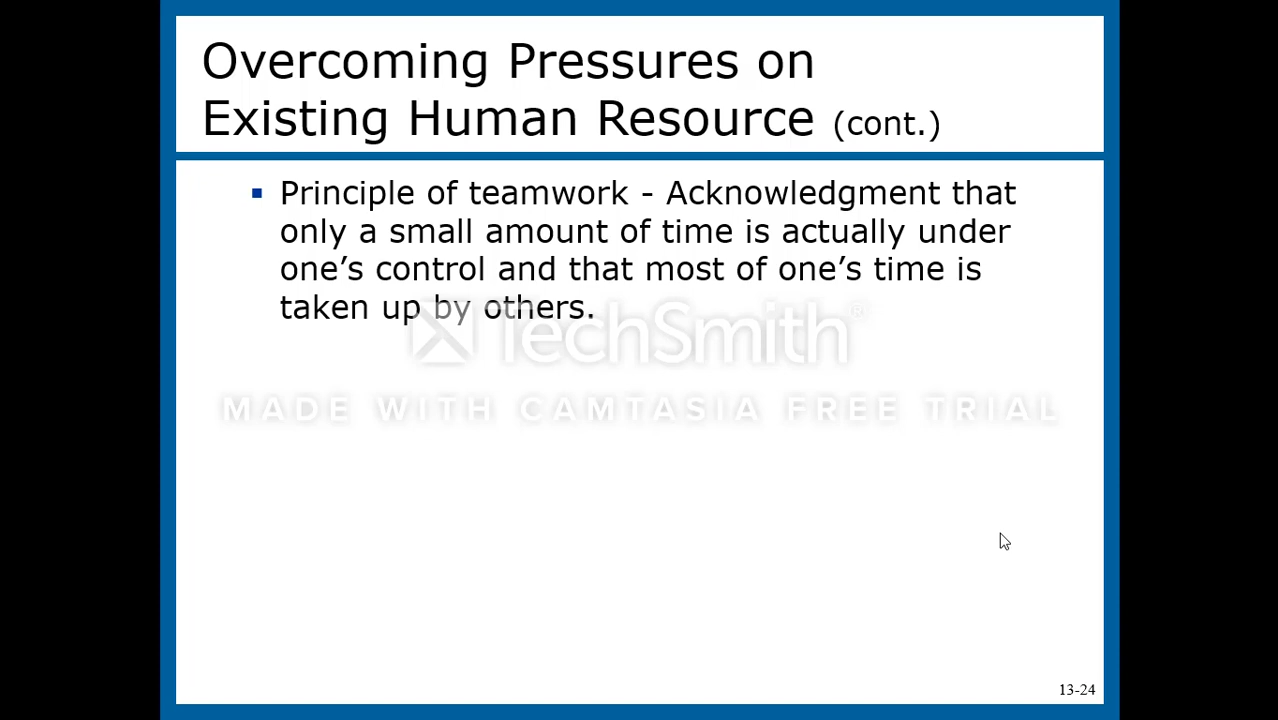 Overcoming Pressures on
Existing Human Resource (cont.)
▪ Principle of teamwork - Acknowledgment that
only a small amount of time is actually under
one’s control and that most of one’s time is
taken up by others.
TechSmith®
MADE WITH CAMTASIA FREE TRIAL
13-24